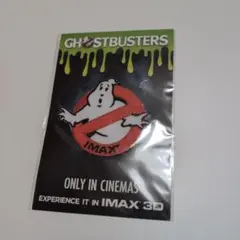 GHOSTBUSTERS
IMAX
ONLY IN CINEMAS
EXPERIENCE IT IN IMAX 3D